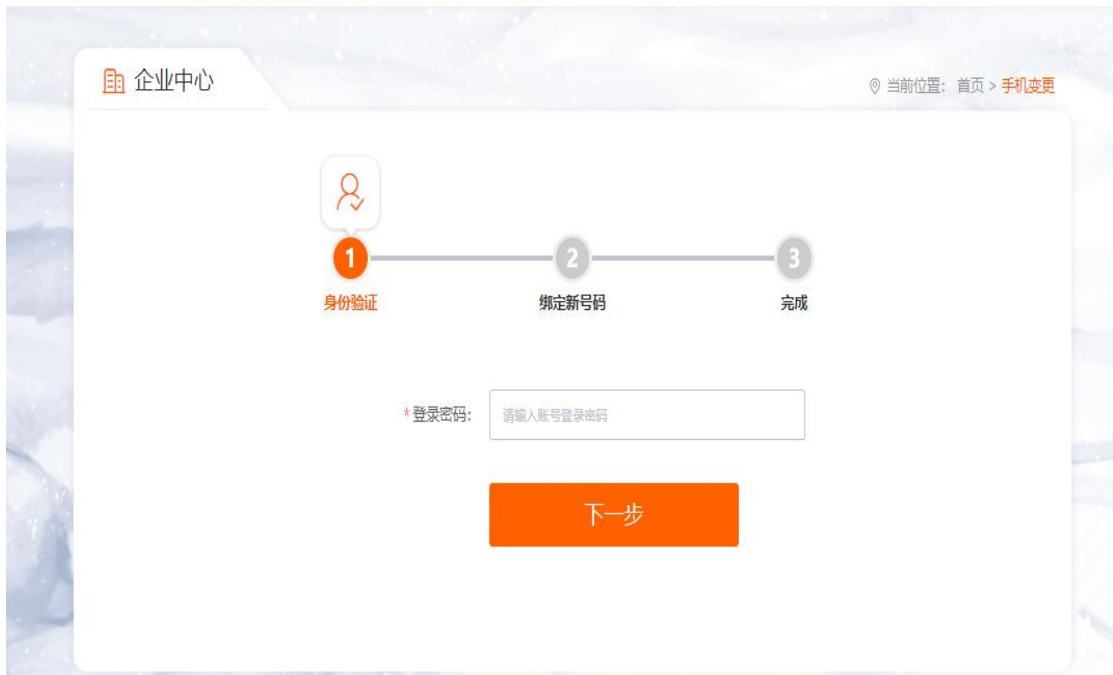 企业中心
当前位置： 首页 > 手机变更
1
2
3
身份验证
绑定新号码
完成
* 登录密码：
请输入账号登录密码
下一步